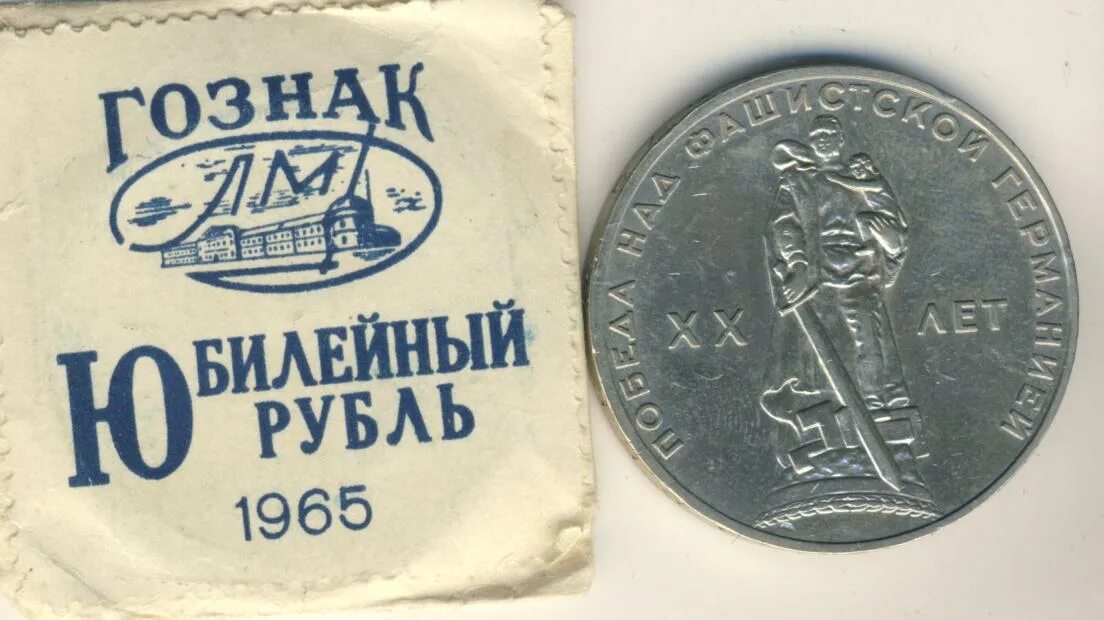 ГОЗНАК
ЛМ
ЮБИЛЕЙНЫЙ
РУБЛЬ
1965
ПОБЕДА НАД ФАШИСТСКОЙ ГЕРМАНИЕЙ
XX ЛЕТ